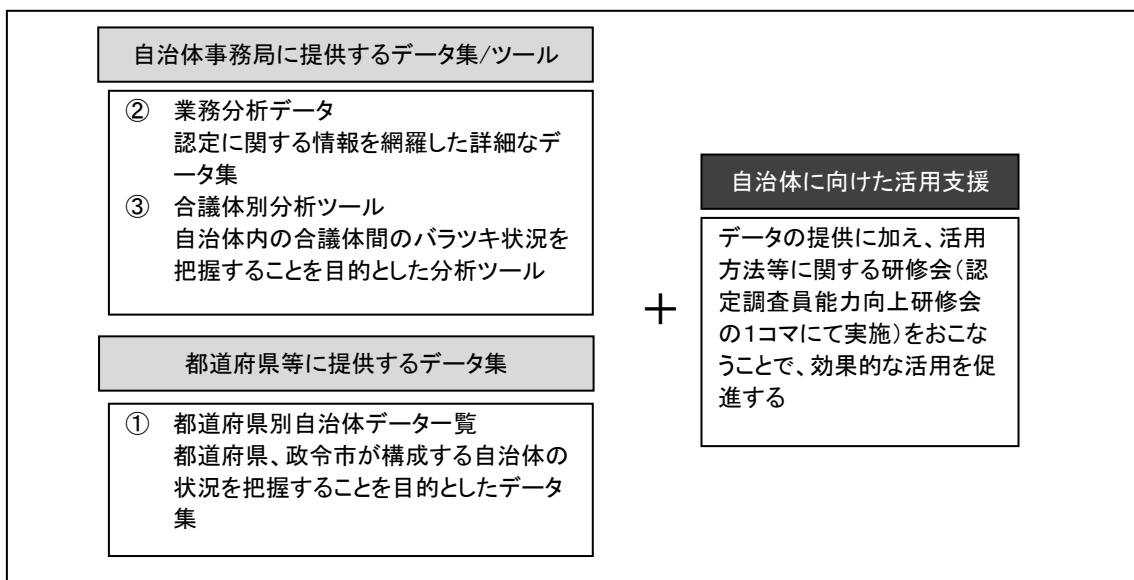 自治体事務局に提供するデータ集/ツール
② 業務分析データ
認定に関する情報を網羅した詳細なデ
ータ集
③ 合議体別分析ツール
自治体内の合議体間のバラツキ状況を
把握することを目的とした分析ツール
都道府県等に提供するデータ集
① 都道府県別自治体データ一覧
都道府県、政令市が構成する自治体の
状況を把握することを目的としたデータ
集
＋
自治体に向けた活用支援
データの提供に加え、活用
方法等に関する研修会（認
定調査員能力向上研修会
の１コマにて実施）をおこな
うことで、効果的な活用を促
進する